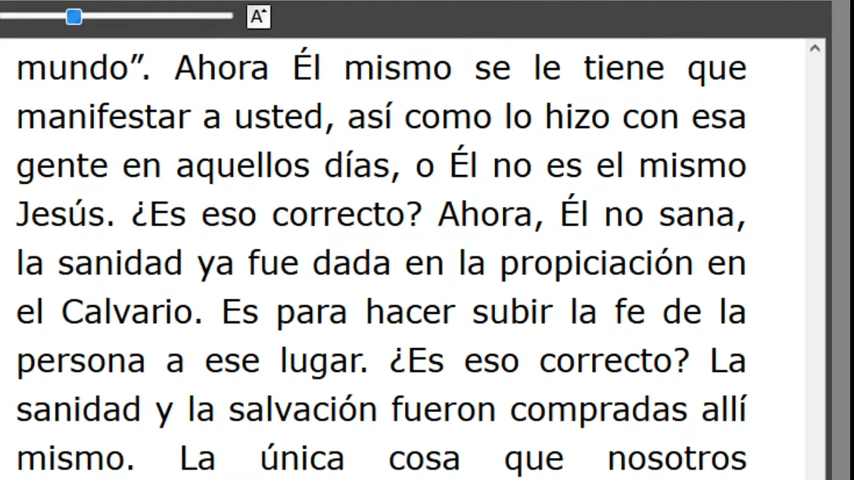 A
mundo”. Ahora Él mismo se le tiene que
manifestar a usted, así como lo hizo con esa
gente en aquellos días, o Él no es el mismo
Jesús. ¿Es eso correcto? Ahora, Él no sana,
la sanidad ya fue dada en la propiciación en
el Calvario. Es para hacer subir la fe de la
persona a ese lugar. ¿Es eso correcto? La
sanidad y la salvación fueron compradas allí
mismo. La única cosa que nosotros